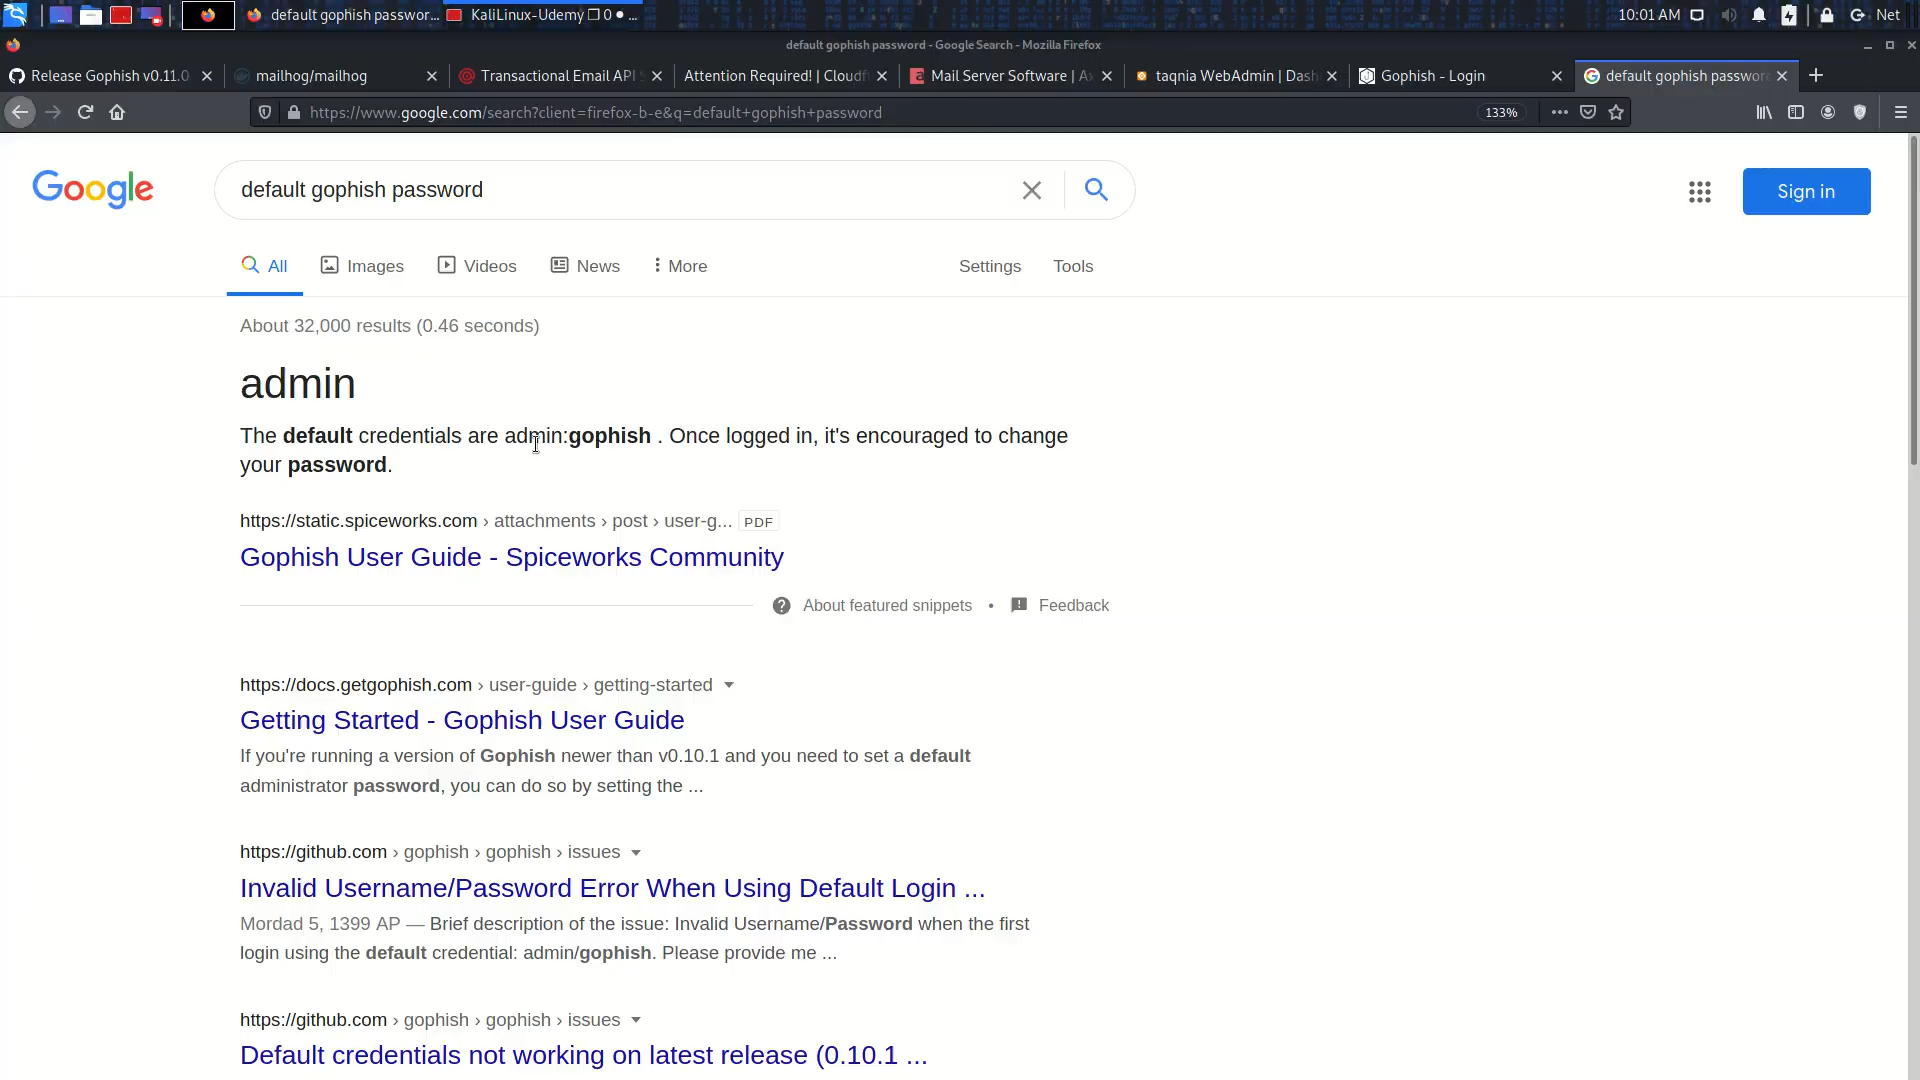 default gophish passwor...
KaliLinux-Udemy
0
...
10:01 AM
Net
default gophish password - Google Search - Mozilla Firefox
Release Gophish v0.11.0
mailhog/mailhog
Transactional Email API
Attention Required! | Cloudf
Mail Server Software | Ax
taqnia WebAdmin | Dash
Gophish - Login
default gophish passwor
https://www.google.com/search?client=firefox-b-e&q=default+gophish+password
133%
Google
default gophish password
Sign in
All
Images
Videos
News
More
Settings
Tools
About 32,000 results (0.46 seconds)
admin
The default credentials are admin:gophish . Once logged in, it's encouraged to change
your password.
https://static.spiceworks.com › attachments › post › user-g... PDF
Gophish User Guide - Spiceworks Community
About featured snippets • Feedback
https://docs.getgophish.com › user-guide › getting-started
Getting Started - Gophish User Guide
If you're running a version of Gophish newer than v0.10.1 and you need to set a default
administrator password, you can do so by setting the ...
https://github.com › gophish › gophish › issues
Invalid Username/Password Error When Using Default Login ...
Mordad 5, 1399 AP — Brief description of the issue: Invalid Username/Password when the first
login using the default credential: admin/gophish. Please provide me ...
https://github.com › gophish › gophish › issues
Default credentials not working on latest release (0.10.1 ...